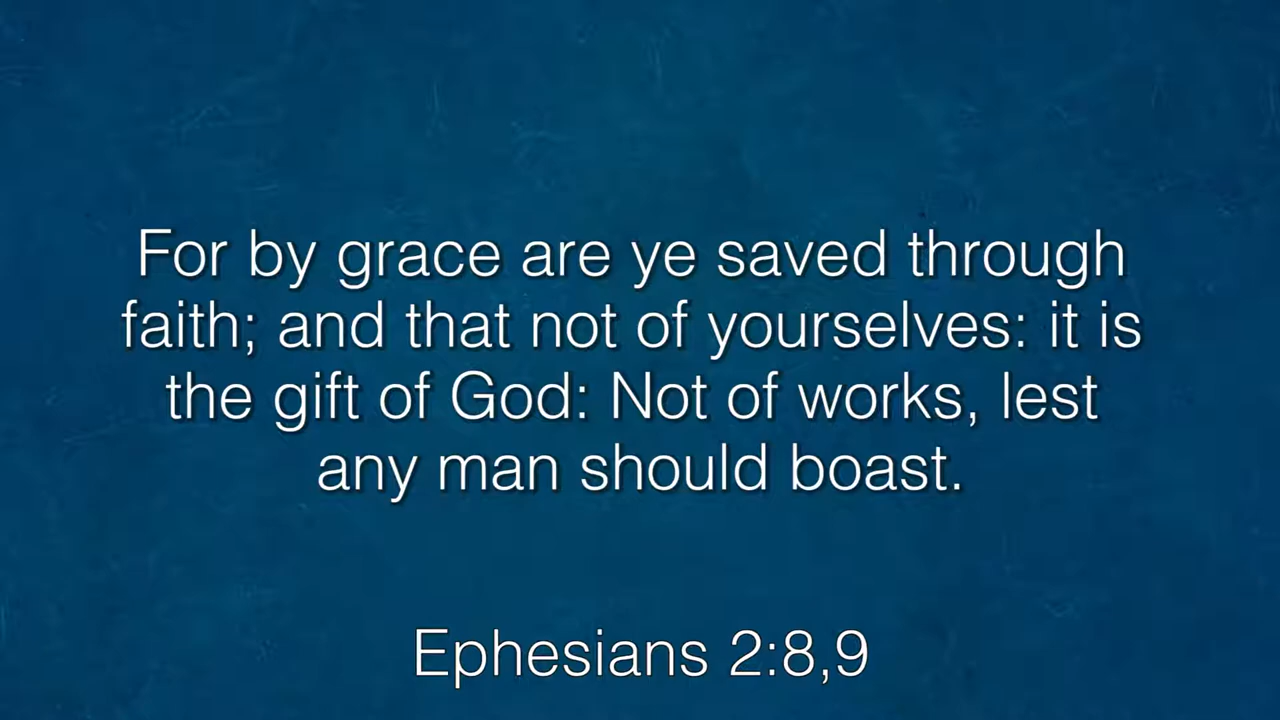 For by grace are ye saved through
faith; and that not of yourselves: it is
the gift of God: Not of works, lest
any man should boast.
Ephesians 2:8,9